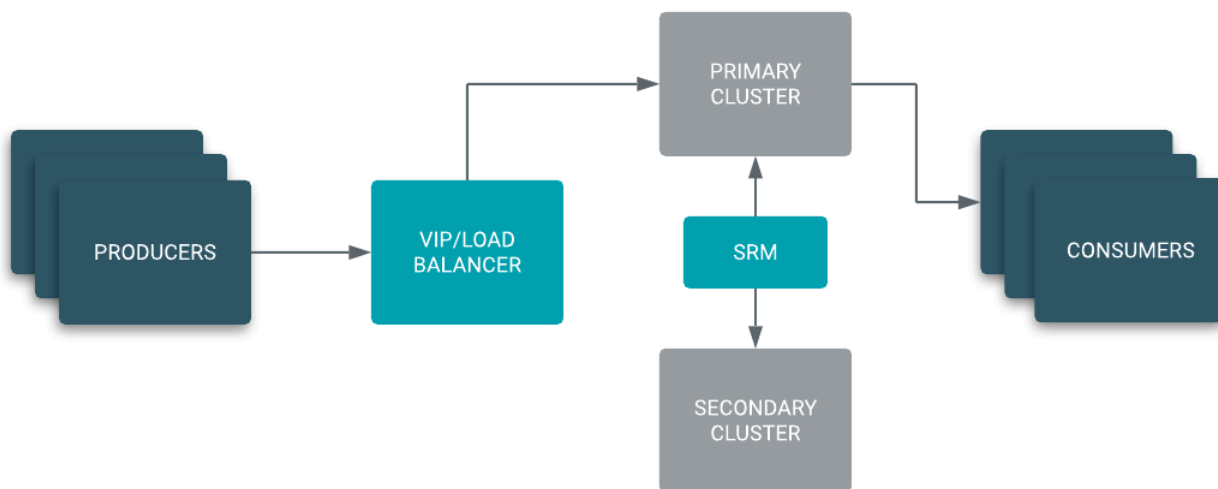 PRIMARY
CLUSTER
PRODUCERS
VIP/LOAD
BALANCER
SRM
CONSUMERS
SECONDARY
CLUSTER